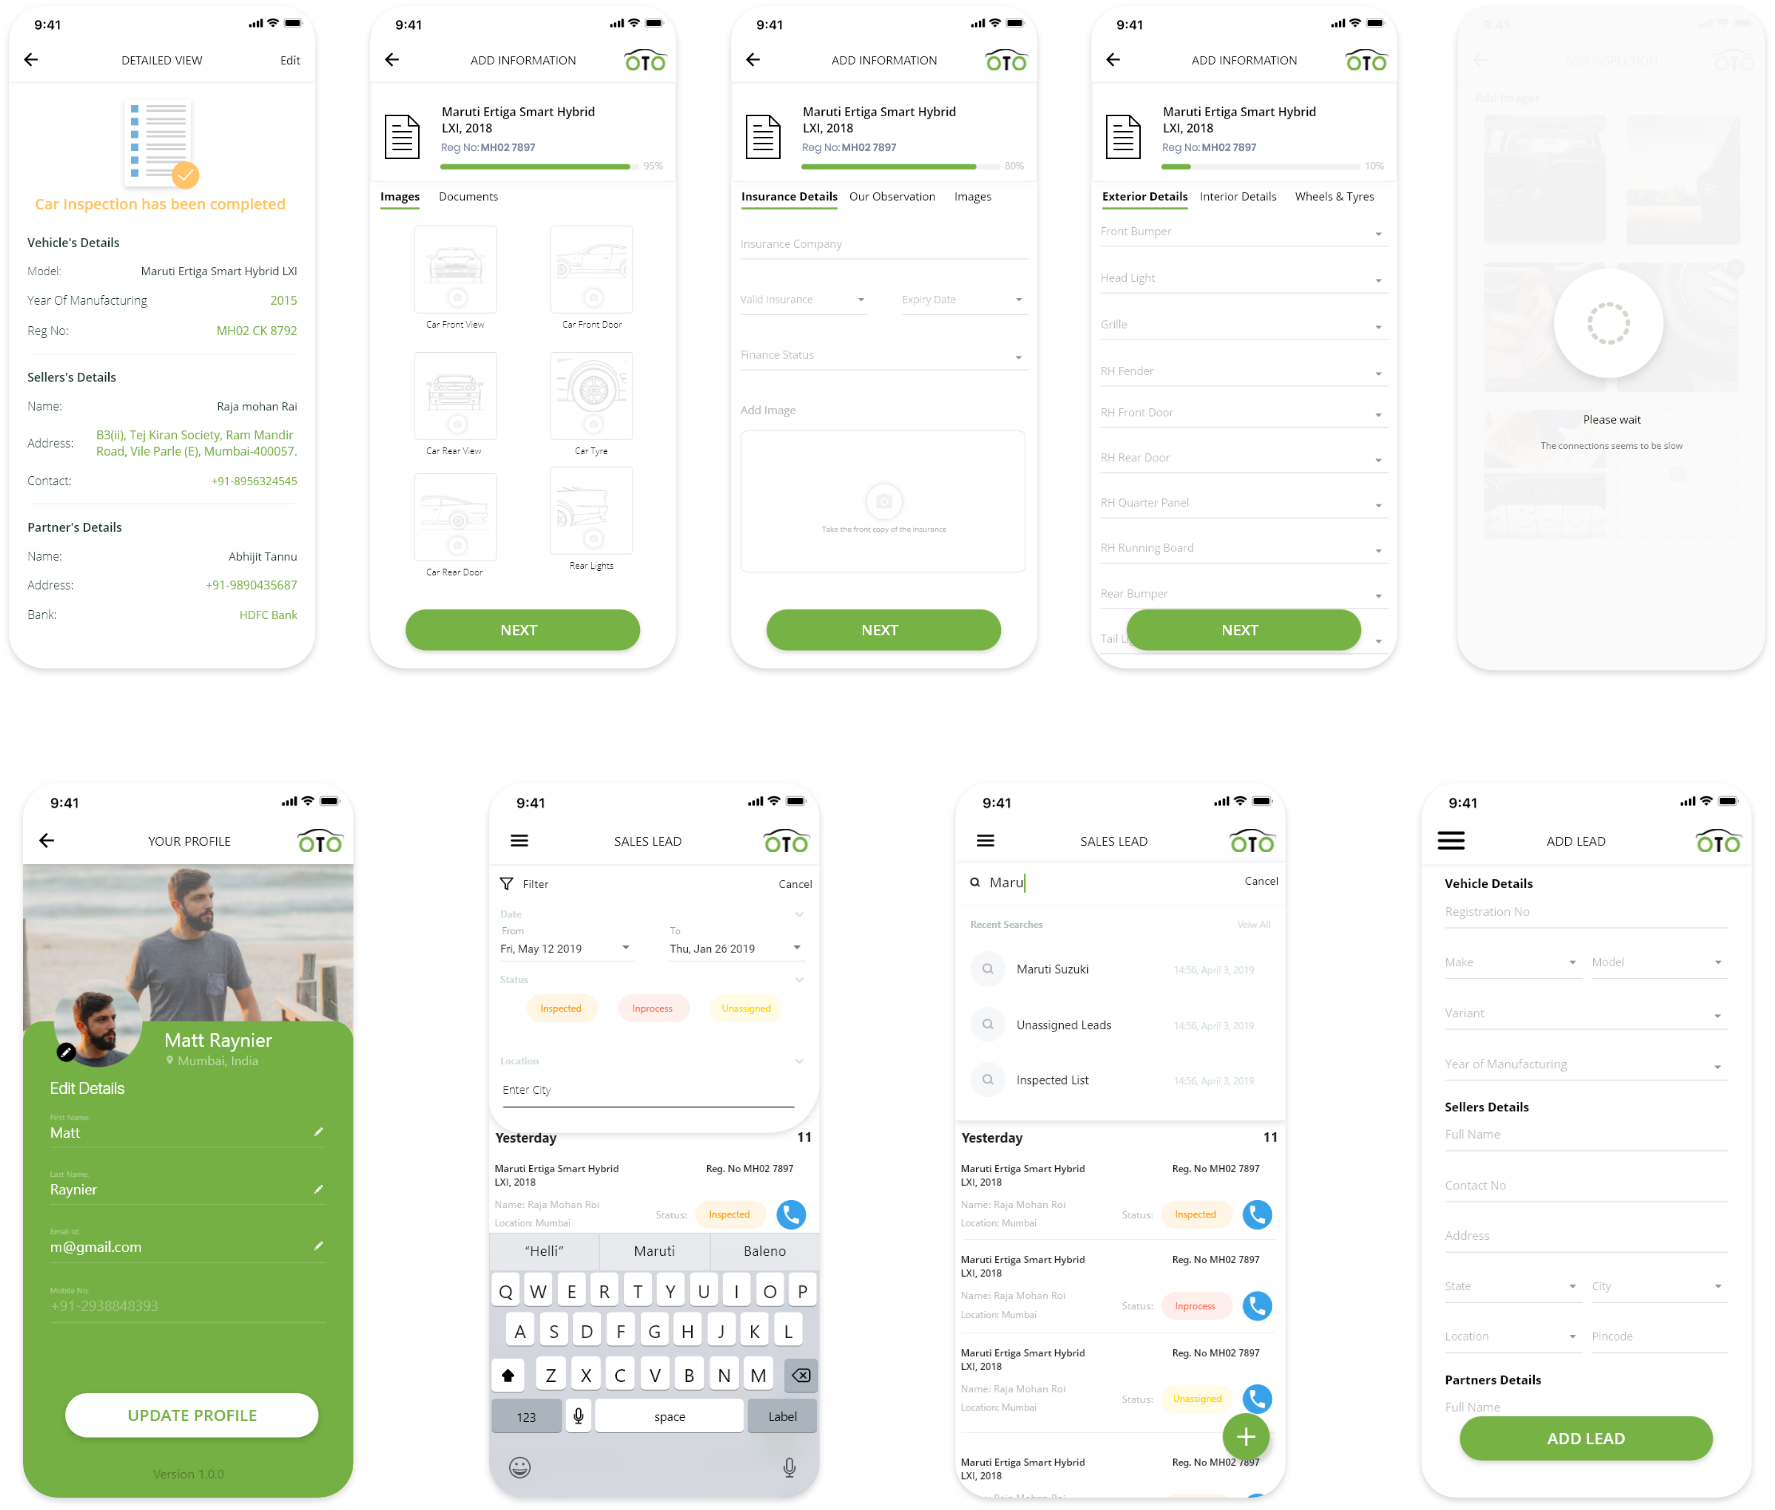 9:41
DETAILED VIEW
Edit
Car Inspection has been completed
Vehicle's Details
Model: Maruti Ertiga Smart Hybrid LXI
Year Of Manufacturing 2015
Reg No: MH02 CK 8792
Sellers's Details
Name: Raja mohan Rai
Address: B3(ii), Tej Kiran Society, Ram Mandir
Road, Vile Parle (E), Mumbai-400057.
Contact: +91-8956324545
Partner's Details
Name: Abhijit Tannu
Address: +91-9890435687
Bank: HDFC Bank
9:41
ADD INFORMATION
OTO
Maruti Ertiga Smart Hybrid
LXI, 2018
Reg No: MH02 7897
95%
Images Documents
Car Front View Car Front Door
Car Rear View Car Tyre
Car Rear Door Rear Lights
NEXT
9:41
ADD INFORMATION
OTO
Maruti Ertiga Smart Hybrid
LXI, 2018
Reg No: MH02 7897
80%
Insurance Details Our Observation Images
Insurance Company
Valid Insurance Expiry Date
Finance Status
Add Image
Take the front copy of the insurance
NEXT
9:41
ADD INFORMATION
OTO
Maruti Ertiga Smart Hybrid
LXI, 2018
Reg No: MH02 7897
10%
Exterior Details Interior Details Wheels & Tyres
Front Bumper
Head Light
Grille
RH Fender
RH Front Door
RH Rear Door
RH Quarter Panel
RH Running Board
Rear Bumper
Tail Li
NEXT
9:41
ADD INSPECTION
OTO
Add Images
Please wait
The connections seems to be slow
9:41
YOUR PROFILE
OTO
Matt Raynier
Mumbai, India
Edit Details
First Name:
Matt
Last Name:
Raynier
Email Id:
m@gmail.com
Mobile No:
+91-2938848393
UPDATE PROFILE
Version 1.0.0
9:41
SALES LEAD
OTO
Filter Cancel
Date
From To
Fri, May 12 2019 Thu, Jan 26 2019
Status
Inspected Inprocess Unassigned
Location
Enter City
Yesterday 11
Maruti Ertiga Smart Hybrid Reg. No MH02 7897
LXI, 2018
Name: Raja Mohan Roi
Location: Mumbai
Status: Inspected
“Helli” Maruti Baleno
Q W E R T Y U I O P
A S D F G H J K L
Z X C V B N M
123 space Label
9:41
SALES LEAD
OTO
Maru Cancel
Recent Searches Veiw All
Maruti Suzuki 14:56, April 3, 2019
Unassigned Leads 14:56, April 3, 2019
Inspected List 14:56, April 3, 2019
Yesterday 11
Maruti Ertiga Smart Hybrid Reg. No MH02 7897
LXI, 2018
Name: Raja Mohan Roi
Location: Mumbai
Status: Inspected
Maruti Ertiga Smart Hybrid Reg. No MH02 7897
LXI, 2018
Name: Raja Mohan Roi
Location: Mumbai
Status: Inprocess
Maruti Ertiga Smart Hybrid Reg. No MH02 7897
LXI, 2018
Name: Raja Mohan Roi
Location: Mumbai
Status: Unassigned
Maruti Ertiga Smart Hybrid Reg. No MH02 7897
LXI, 2018
Name: Raja Mohan Roi
9:41
ADD LEAD
OTO
Vehicle Details
Registration No
Make Model
Variant
Year of Manufacturing
Sellers Details
Full Name
Contact No
Address
State City
Location Pincode
Partners Details
Full Name
ADD LEAD